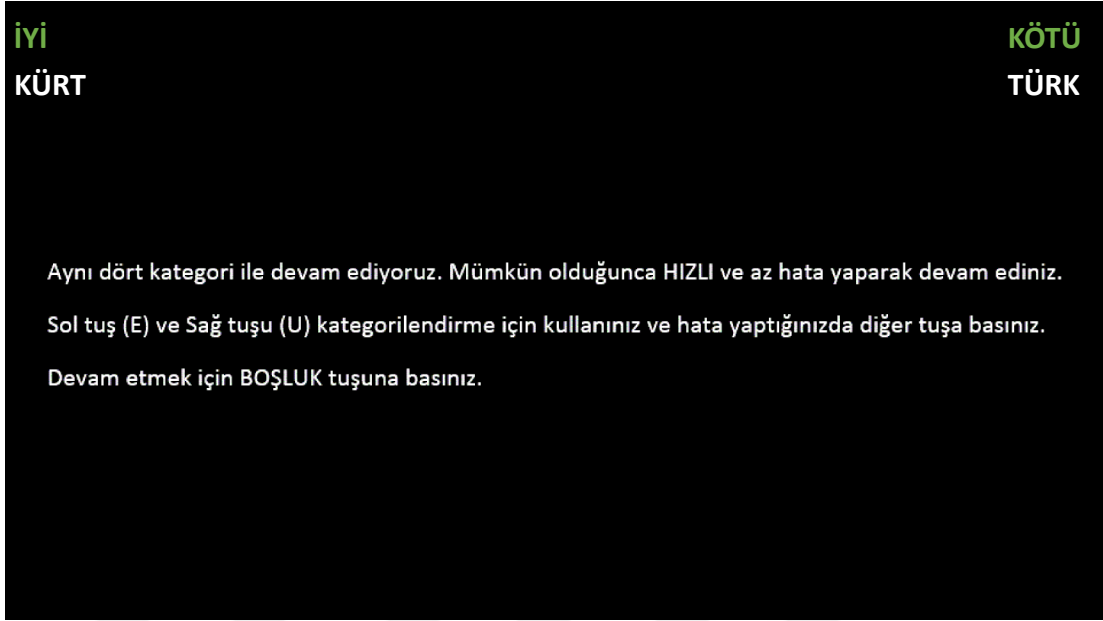 İYİ
KÖTÜ
KÜRT
TÜRK
Aynı dört kategori ile devam ediyoruz. Mümkün olduğunca HIZLI ve az hata yaparak devam ediniz.
Sol tuş (E) ve Sağ tuşu (U) kategorilendirme için kullanınız ve hata yaptığınızda diğer tuşa basınız.
Devam etmek için BOŞLUK tuşuna basınız.